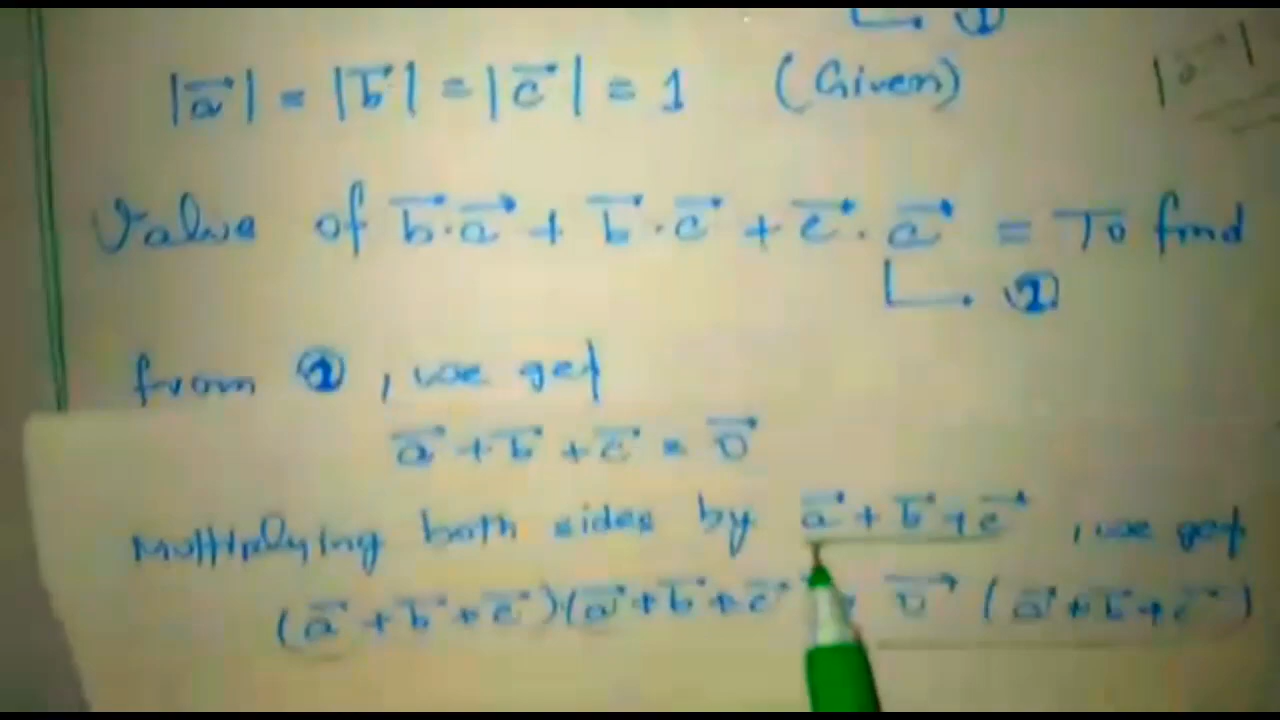 |a⃗| = |b⃗| = |c⃗| = 1 (Given)
Value of b⃗.a⃗ + b⃗.c⃗ + c⃗.a⃗ = To find
from ①, we get
a⃗ + b⃗ + c⃗ = 0⃗
Multiplying both sides by a⃗ + b⃗ + c⃗, we get
(a⃗ + b⃗ + c⃗)(a⃗ + b⃗ + c⃗ 0⃗ (a⃗ + b⃗ + c⃗)